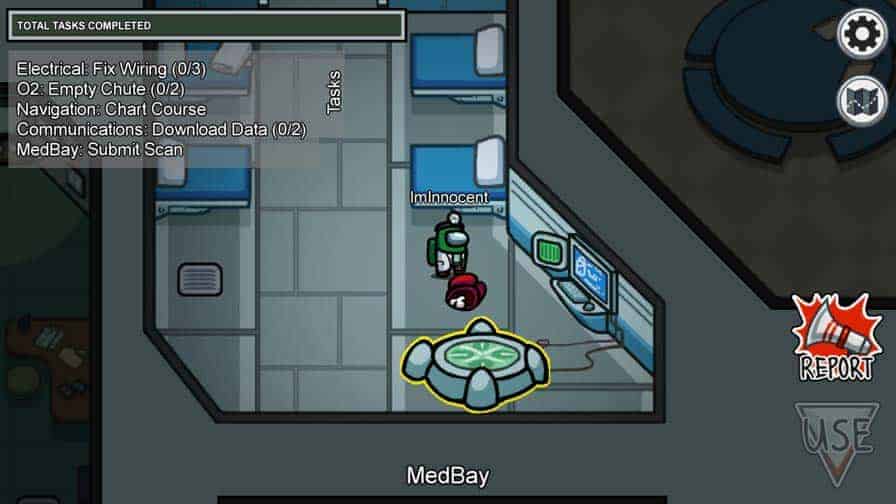 TOTAL TASKS COMPLETED
Electrical: Fix Wiring (0/3)
O2: Empty Chute (0/2)
Navigation: Chart Course
Communications: Download Data (0/2)
MedBay: Submit Scan
Tasks
ImInnocent
REPORT
USE
MedBay